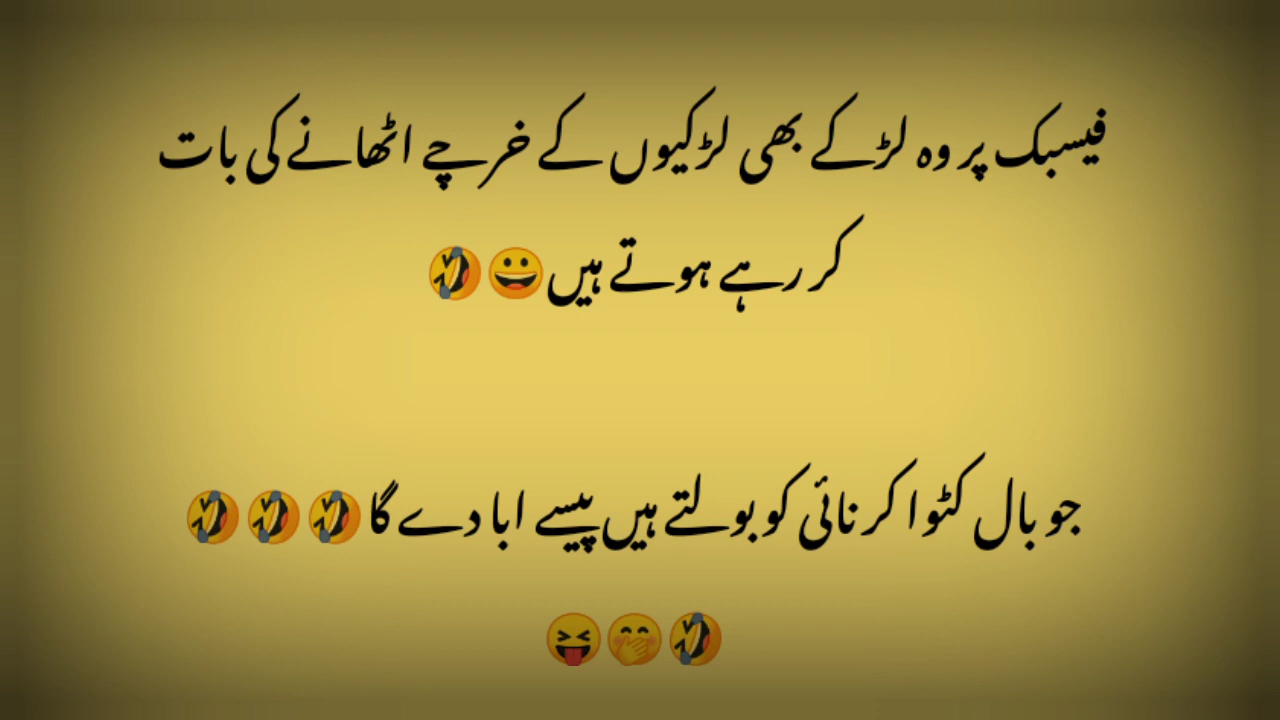 فیسبک پر وہ لڑکے بھی لڑکیوں کے خرچے اٹھانے کی بات
کر رہے ہوتے ہیں😀🤣
جو بال کٹوا کر نائی کو بولتے ہیں پیسے ابا دے گا 🤣🤣🤣
🤣🤭😝